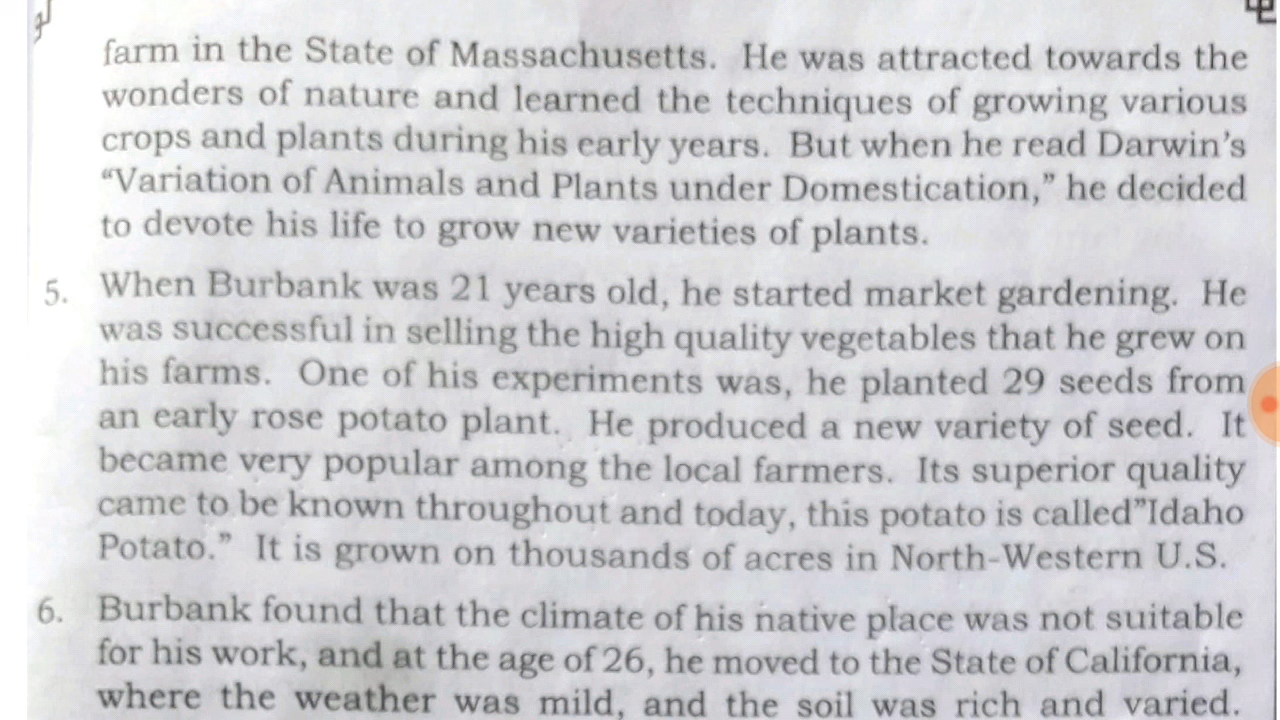 farm in the State of Massachusetts. He was attracted towards the
wonders of nature and learned the techniques of growing various
crops and plants during his early years. But when he read Darwin's
“Variation of Animals and Plants under Domestication,” he decided
to devote his life to grow new varieties of plants.
5. When Burbank was 21 years old, he started market gardening. He
was successful in selling the high quality vegetables that he grew on
his farms. One of his experiments was, he planted 29 seeds from
an early rose potato plant. He produced a new variety of seed. It
became very popular among the local farmers. Its superior quality
came to be known throughout and today, this potato is called”Idaho
Potato.” It is grown on thousands of acres in North-Western U.S.
6. Burbank found that the climate of his native place was not suitable
for his work, and at the age of 26, he moved to the State of California,
where the weather was mild, and the soil was rich and varied.